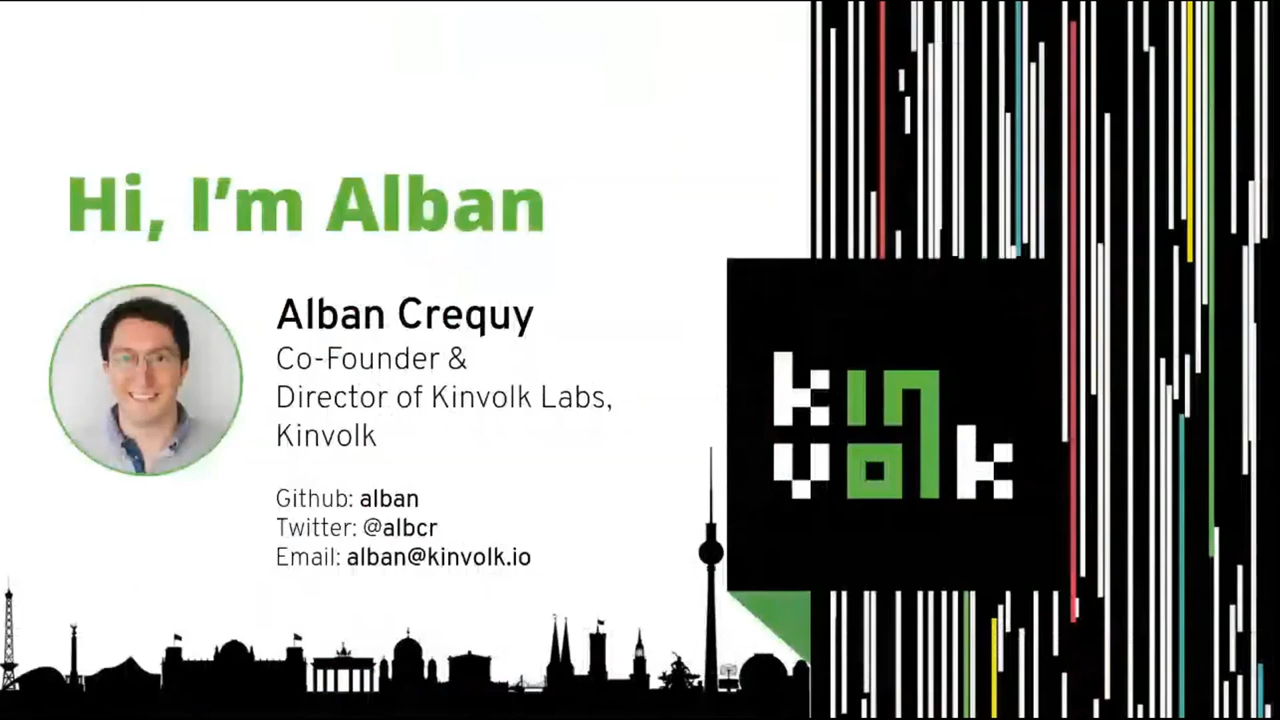 Hi, I’m Alban
Alban Crequy
Co-Founder &
Director of Kinvolk Labs,
Kinvolk
Github: alban
Twitter: @albcr
Email: alban@kinvolk.io
kin
volk